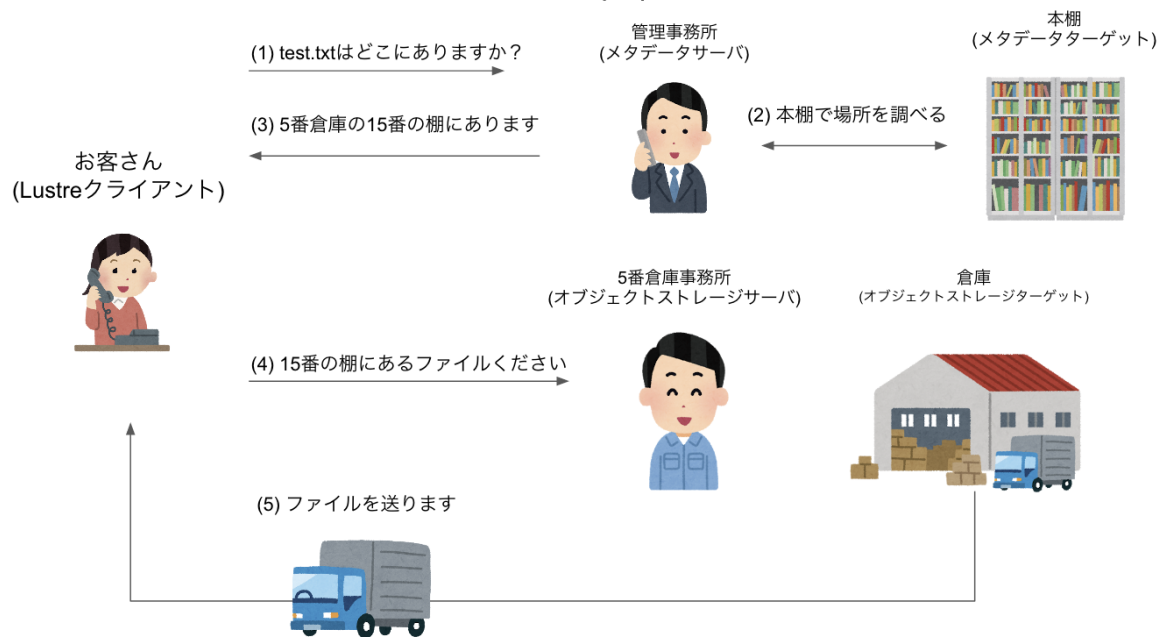 (1) test.txtはどこにありますか？
管理事務所
(メタデータサーバ)
本棚
(メタデータターゲット)
(2) 本棚で場所を調べる
(3) 5番倉庫の15番の棚にあります
お客さん
(Lustreクライアント)
5番倉庫事務所
(オブジェクトストレージサーバ)
倉庫
(オブジェクトストレージターゲット)
(4) 15番の棚にあるファイルください
(5) ファイルを送ります